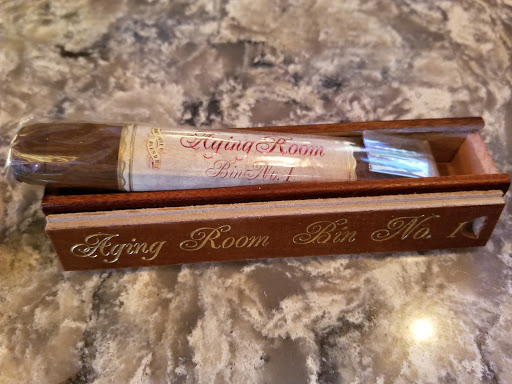 Aging Room
Bin No. 1
Aging Room Bin No. 1